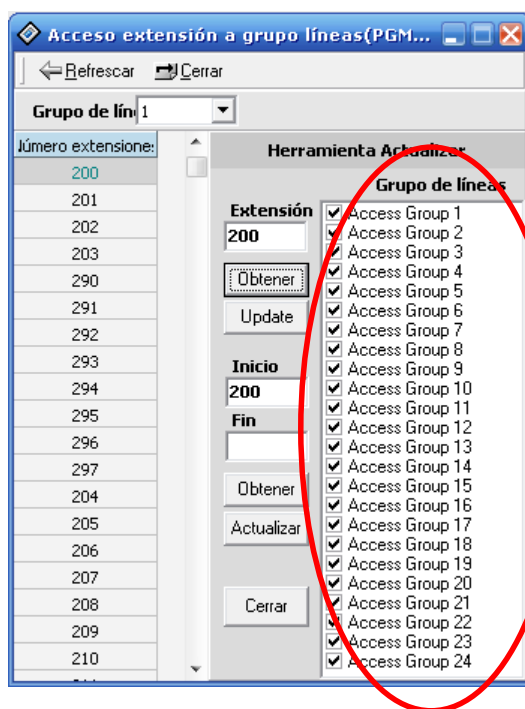 Acceso extensión a grupo líneas(PGM...
Refrescar Cerrar
Grupo de lín 1
Número extensiones
200
201
202
203
290
291
292
293
294
295
296
297
204
205
206
207
208
209
210
Herramienta Actualizar
Grupo de líneas
Extensión
200
Obtener
Update
Inicio
200
Fin
Obtener
Actualizar
Cerrar
Access Group 1
Access Group 2
Access Group 3
Access Group 4
Access Group 5
Access Group 6
Access Group 7
Access Group 8
Access Group 9
Access Group 10
Access Group 11
Access Group 12
Access Group 13
Access Group 14
Access Group 15
Access Group 16
Access Group 17
Access Group 18
Access Group 19
Access Group 20
Access Group 21
Access Group 22
Access Group 23
Access Group 24